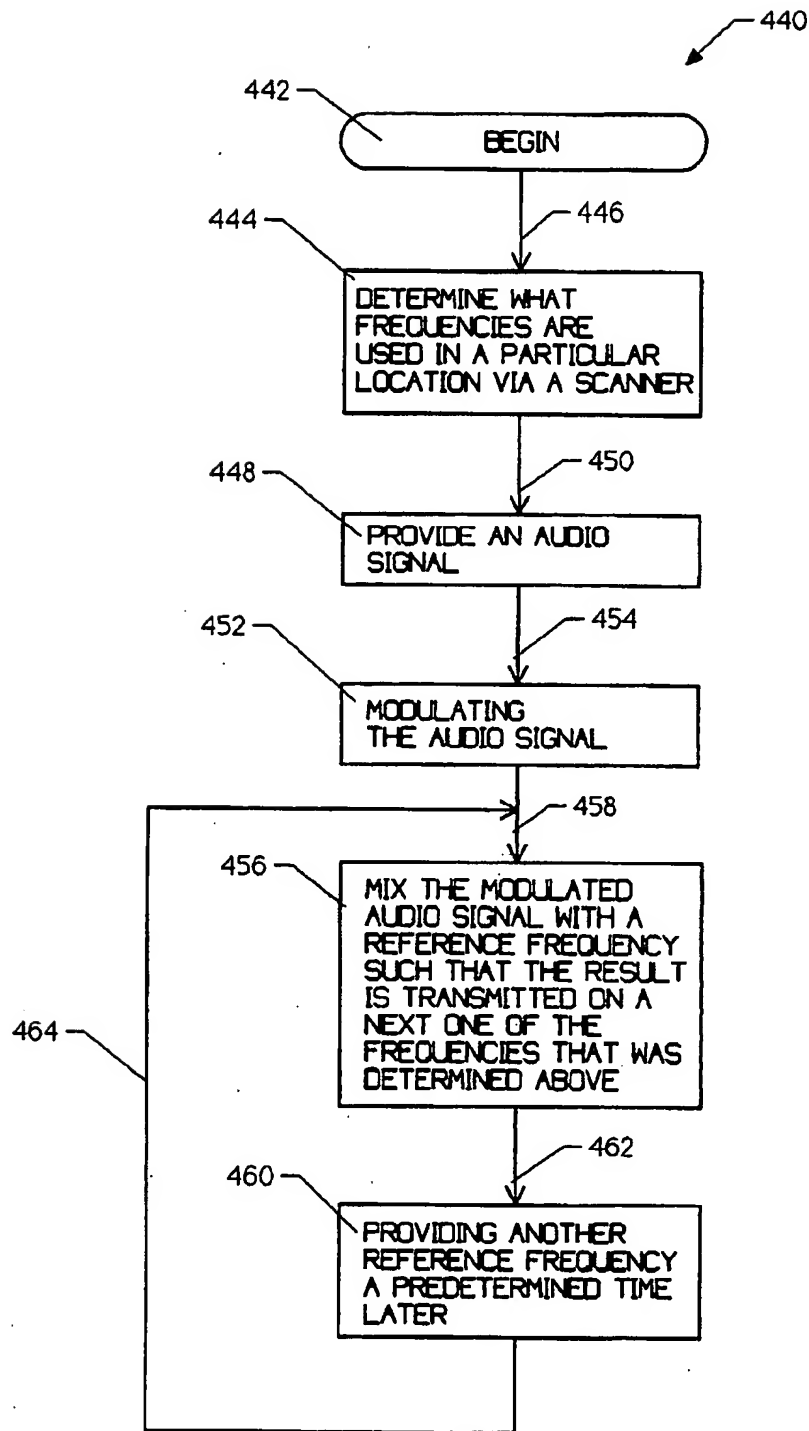 440
442
BEGIN
446
444
DETERMINE WHAT
FREQUENCIES ARE
USED IN A PARTICULAR
LOCATION VIA A SCANNER
450
448
PROVIDE AN AUDIO
SIGNAL
454
452
MODULATING
THE AUDIO SIGNAL
458
456
MIX THE MODULATED
AUDIO SIGNAL WITH A
REFERENCE FREQUENCY
SUCH THAT THE RESULT
IS TRANSMITTED ON A
NEXT ONE OF THE
FREQUENCIES THAT WAS
DETERMINED ABOVE
464
462
460
PROVIDING ANOTHER
REFERENCE FREQUENCY
A PREDETERMINED TIME
LATER